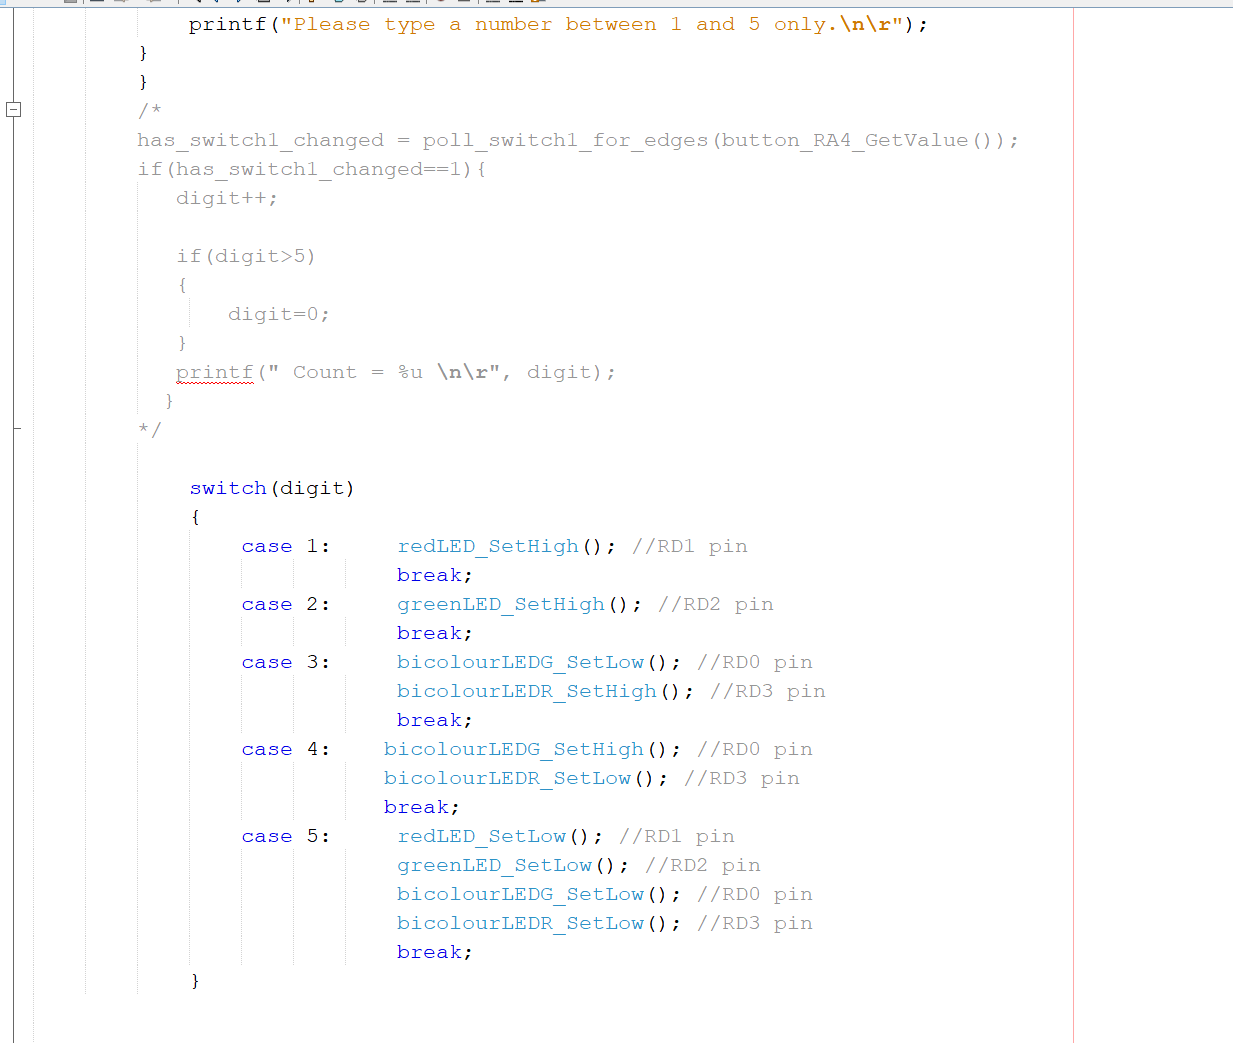 printf("Please type a number between 1 and 5 only.\n\r");
}
}
/*
has_switch1_changed = poll_switch1_for_edges(button_RA4_GetValue());
if(has_switch1_changed==1){
digit++;
if(digit>5)
{
digit=0;
}
printf(" Count = %u \n\r", digit);
}
*/
switch(digit)
{
case 1: redLED_SetHigh(); //RD1 pin
break;
case 2: greenLED_SetHigh(); //RD2 pin
break;
case 3: bicolourLEDG_SetLow(); //RD0 pin
bicolourLEDR_SetHigh(); //RD3 pin
break;
case 4: bicolourLEDG_SetHigh(); //RD0 pin
bicolourLEDR_SetLow(); //RD3 pin
break;
case 5: redLED_SetLow(); //RD1 pin
greenLED_SetLow(); //RD2 pin
bicolourLEDG_SetLow(); //RD0 pin
bicolourLEDR_SetLow(); //RD3 pin
break;
}